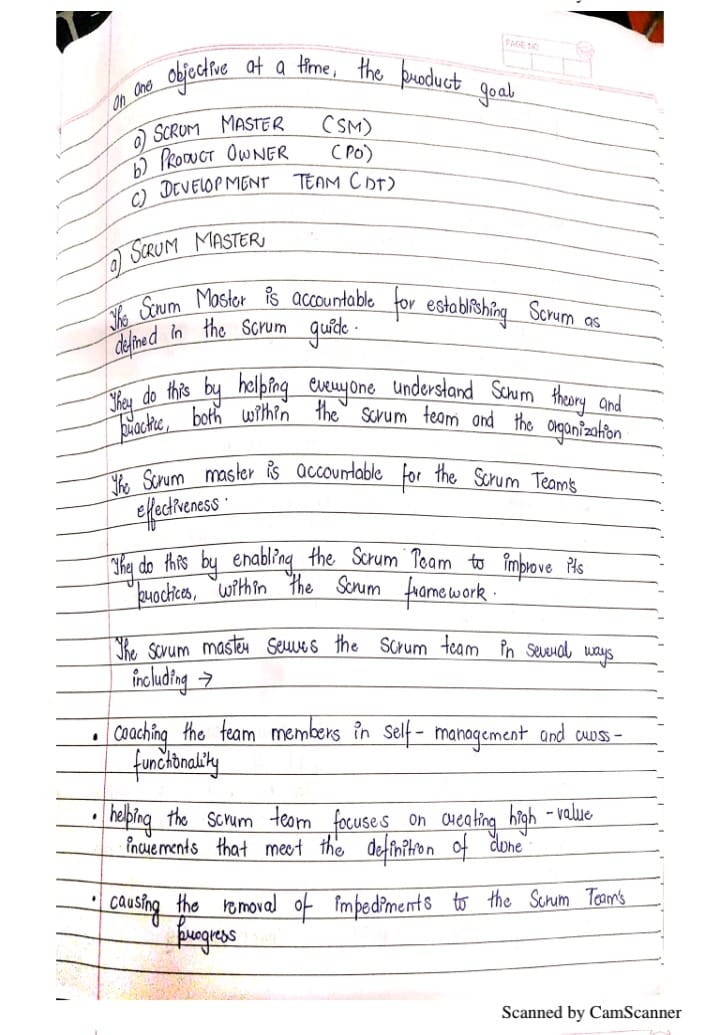 PAGE NO
on one objective at a time, the product goal
a) SCRUM MASTER (SM)
b) PRODUCT OWNER (PO)
c) DEVELOPMENT TEAM (DT)
a) SCRUM MASTER
The Scrum Master is accountable for establishing Scrum as
defined in the scrum guide.
They do this by helping everyone understand Scrum theory and
practice, both within the scrum team and the organization
The Scrum master is accountable for the Scrum Team's
effectiveness.
They do this by enabling the Scrum Team to improve its
practices, within the Scrum framework.
The scrum master serves the scrum team in several ways
including →
• coaching the team members in self-management and cross-
functionality
• helping the scrum team focuses on creating high-value
increments that meet the definition of done
• causing the removal of impediments to the Scrum Team's
progress
Scanned by CamScanner